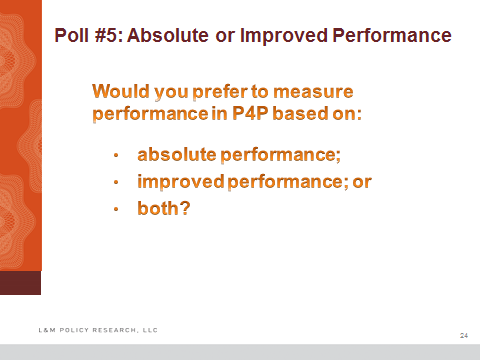 Poll #5: Absolute or Improved Performance
Would you prefer to measure
performance in P4P based on:
• absolute performance;
• improved performance; or
• both?
L&M POLICY RESEARCH, LLC
24